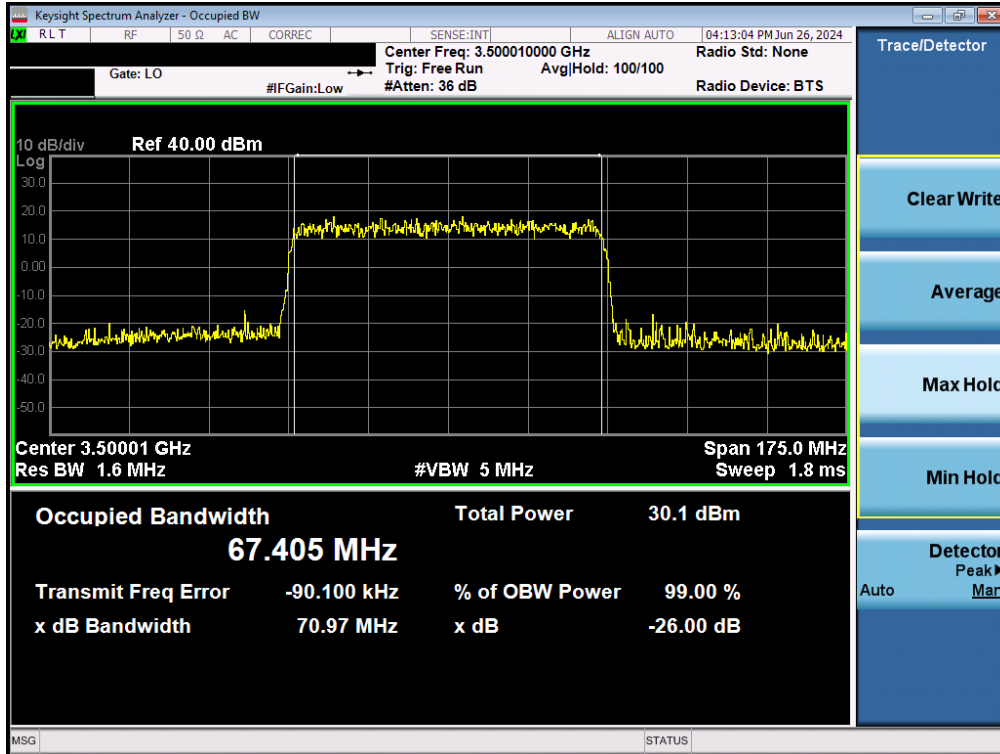 Keysight Spectrum Analyzer - Occupied BW
LXI RLT RF 50 Ω AC CORREC SENSE:INT ALIGN AUTO 04:13:04 PM Jun 26, 2024
Center Freq: 3.500010000 GHz Radio Std: None
Gate: LO Trig: Free Run Avg|Hold: 100/100
#IFGain:Low #Atten: 36 dB Radio Device: BTS
10 dB/div Ref 40.00 dBm
Log
30.0
20.0
10.0
0.00
-10.0
-20.0
-30.0
-40.0
-50.0
Center 3.50001 GHz Span 175.0 MHz
Res BW 1.6 MHz #VBW 5 MHz Sweep 1.8 ms
Occupied Bandwidth Total Power 30.1 dBm
67.405 MHz
Transmit Freq Error -90.100 kHz % of OBW Power 99.00 %
x dB Bandwidth 70.97 MHz x dB -26.00 dB
MSG STATUS
Trace/Detector
Clear Write
Average
Max Hold
Min Hold
Detector
Peak▶
Auto Man